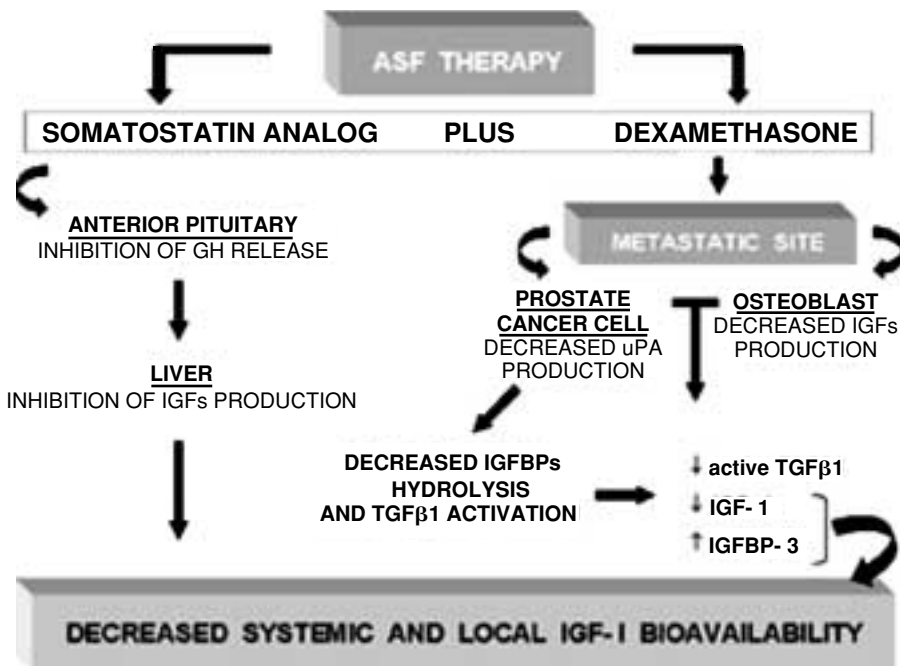 ASF THERAPY
SOMATOSTATIN ANALOG PLUS DEXAMETHASONE
ANTERIOR PITUITARY
INHIBITION OF GH RELEASE
LIVER
INHIBITION OF IGFs PRODUCTION
METASTATIC SITE
PROSTATE
CANCER CELL
DECREASED uPA
PRODUCTION
OSTEOBLAST
DECREASED IGFs
PRODUCTION
DECREASED IGFBPs
HYDROLYSIS
AND TGFβ1 ACTIVATION
↓ active TGFβ1
↓ IGF- 1
↑ IGFBP- 3
DECREASED SYSTEMIC AND LOCAL IGF-I BIOAVAILABILITY